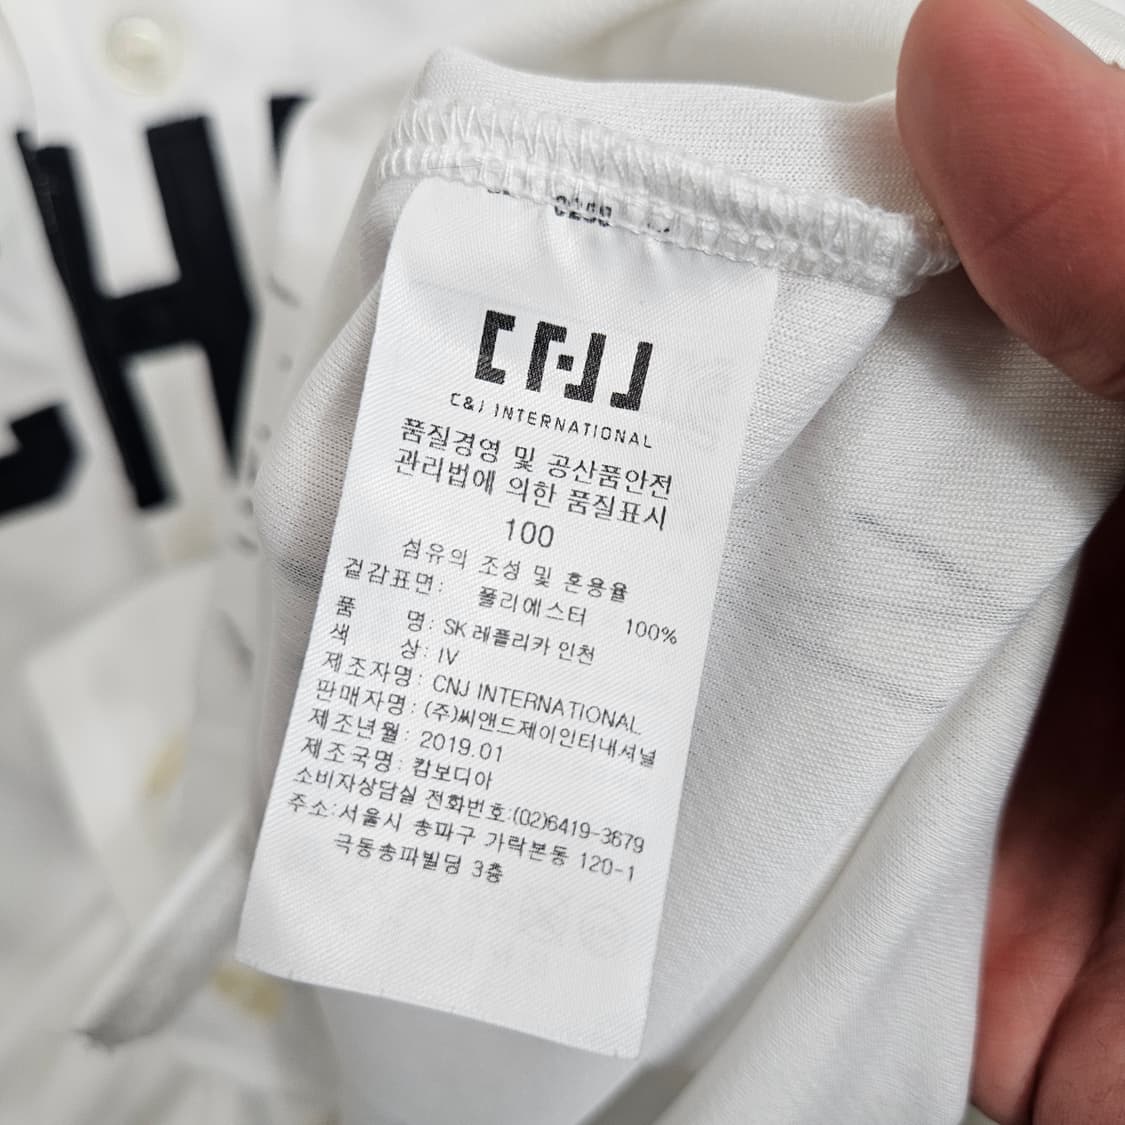 CH
CNJ
C&J INTERNATIONAL
품질경영 및 공산품안전
관리법에 의한 품질표시
100
섬유의 조성 및 혼용율
겉감표면: 폴리에스터 100%
품 명: SK 레플리카 인천
색 상: IV
제조자명: CNJ INTERNATIONAL
판매자명: (주)씨앤드제이인터내셔널
제조년월: 2019.01
제조국명: 캄보디아
소비자상담실 전화번호:(02)6419-3679
주소:서울시 송파구 가락본동 120-1
극동송파빌딩 3층